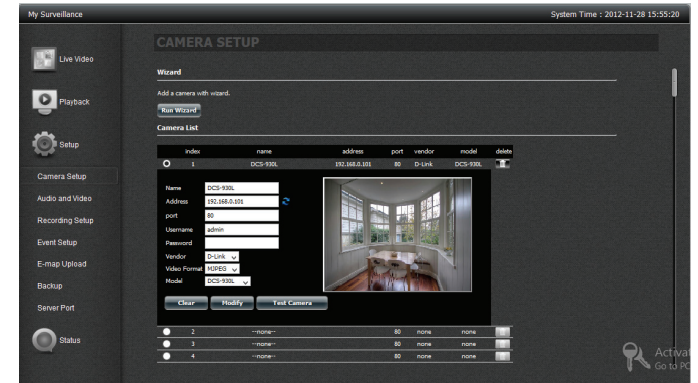 My Surveillance
System Time : 2012-11-28 15:55:20
Live Video
Playback
Setup
Camera Setup
Audio and Video
Recording Setup
Event Setup
E-map Upload
Backup
Server Port
Status
CAMERA SETUP
Wizard
Add a camera with wizard.
Run Wizard
Camera List
index name address port vendor model delete
1 DCS-930L 192.168.0.101 80 D-Link DCS-930L
Name DCS-930L
Address 192.168.0.101
port 80
Username admin
Password
Vendor D-Link
Video Format MJPEG
Model DCS-930L
Clear Modify Test Camera
2 --none-- 80 none none
3 --none-- 80 none none
4 --none-- 80 none none
Activat
Go to PC